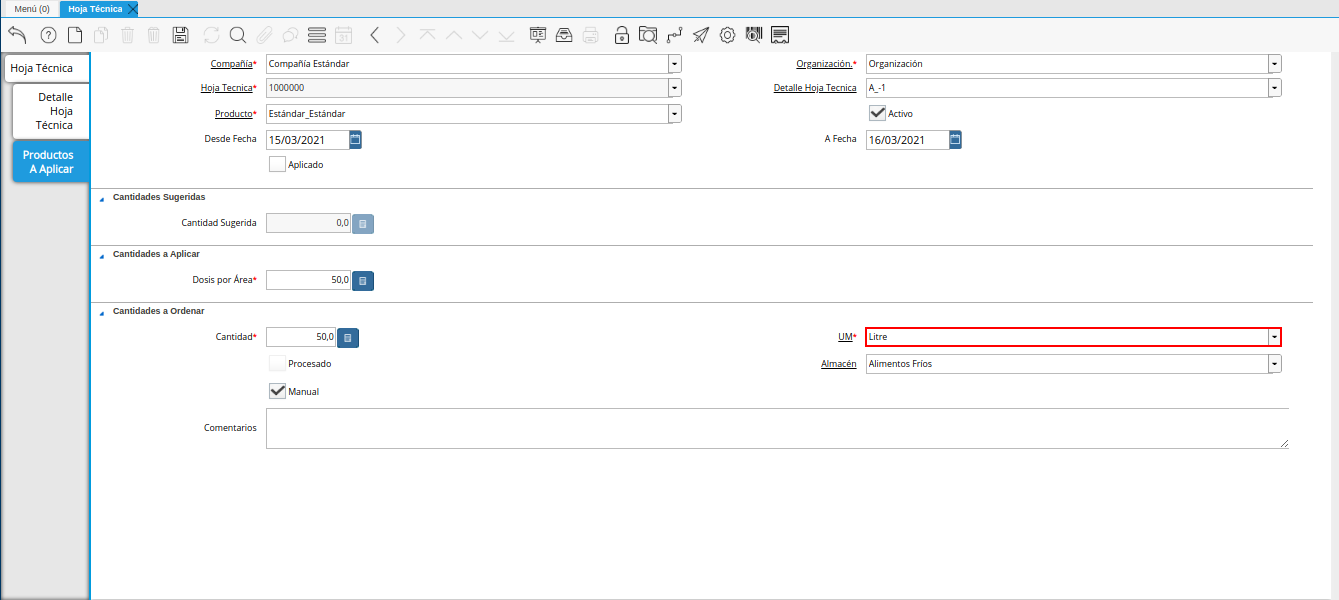 Menú (0) Hoja Técnica
31
Hoja Técnica
Detalle
Hoja
Técnica
Productos
A Aplicar
Compañía* Compañía Estándar Organización.* Organización
Hoja Tecnica* 1000000 Detalle Hoja Tecnica A_-1
Producto* Estándar_Estándar Activo
Desde Fecha 15/03/2021 A Fecha 16/03/2021
Aplicado
Cantidades Sugeridas
Cantidad Sugerida 0,0
Cantidades a Aplicar
Dosis por Área* 50,0
Cantidades a Ordenar
Cantidad* 50,0 UM* Litre
Procesado Almacén Alimentos Fríos
Manual
Comentarios